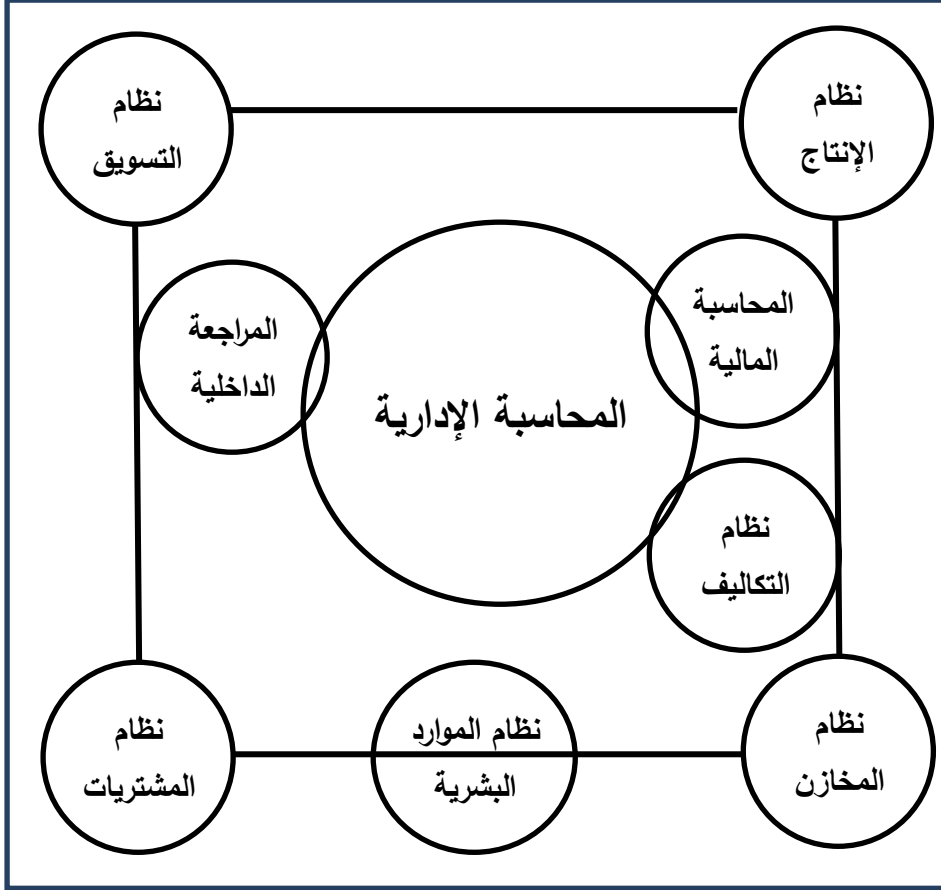 نظام
الإنتاج
نظام
التسويق
المحاسبة
المالية
المراجعة
الداخلية
المحاسبة الإدارية
نظام
التكاليف
نظام
المخازن
نظام الموارد
البشرية
نظام
المشتريات